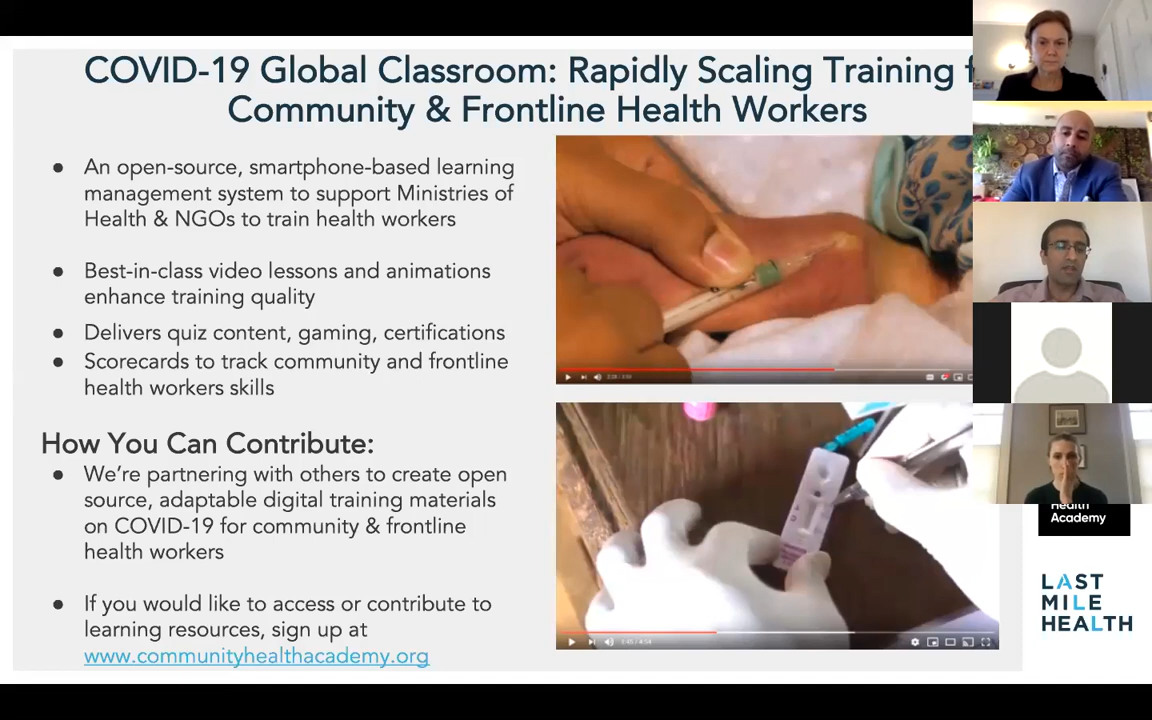 COVID-19 Global Classroom: Rapidly Scaling Training
Community & Frontline Health Workers
● An open-source, smartphone-based learning
management system to support Ministries of
Health & NGOs to train health workers
● Best-in-class video lessons and animations
enhance training quality
● Delivers quiz content, gaming, certifications
● Scorecards to track community and frontline
health workers skills
How You Can Contribute:
● We’re partnering with others to create open
source, adaptable digital training materials
on COVID-19 for community & frontline
health workers
● If you would like to access or contribute to
learning resources, sign up at
www.communityhealthacademy.org
Health
Academy
LAST
MILE
HEALTH